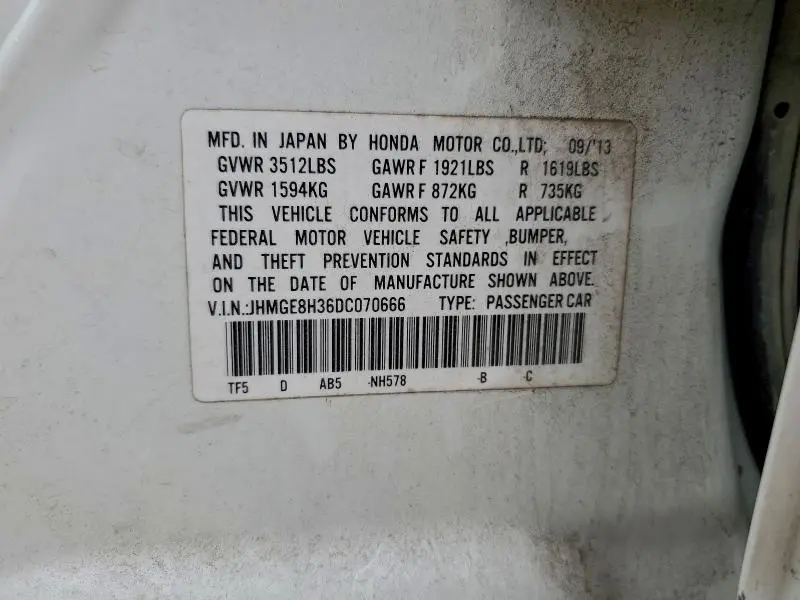 MFD. IN JAPAN BY HONDA MOTOR CO.,LTD; 09/'13
GVWR 3512LBS GAWR F 1921LBS R 1619LBS
GVWR 1594KG GAWR F 872KG R 735KG
THIS VEHICLE CONFORMS TO ALL APPLICABLE
FEDERAL MOTOR VEHICLE SAFETY ,BUMPER,
AND THEFT PREVENTION STANDARDS IN EFFECT
ON THE DATE OF MANUFACTURE SHOWN ABOVE.
V.I.N.:JHMGE8H36DC070666 TYPE: PASSENGER CAR
TF5 D AB5 -NH578 -B -C